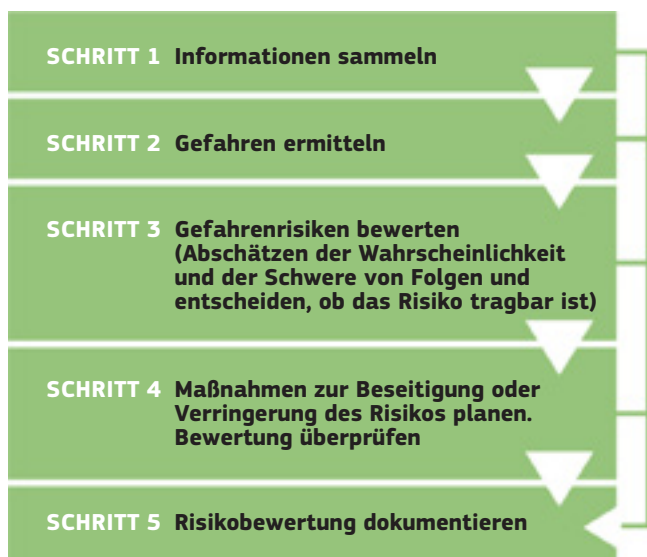 SCHRITT 1 Informationen sammeln
SCHRITT 2 Gefahren ermitteln
SCHRITT 3 Gefahrenrisiken bewerten
(Abschätzen der Wahrscheinlichkeit
und der Schwere von Folgen und
entscheiden, ob das Risiko tragbar ist)
SCHRITT 4 Maßnahmen zur Beseitigung oder
Verringerung des Risikos planen.
Bewertung überprüfen
SCHRITT 5 Risikobewertung dokumentieren